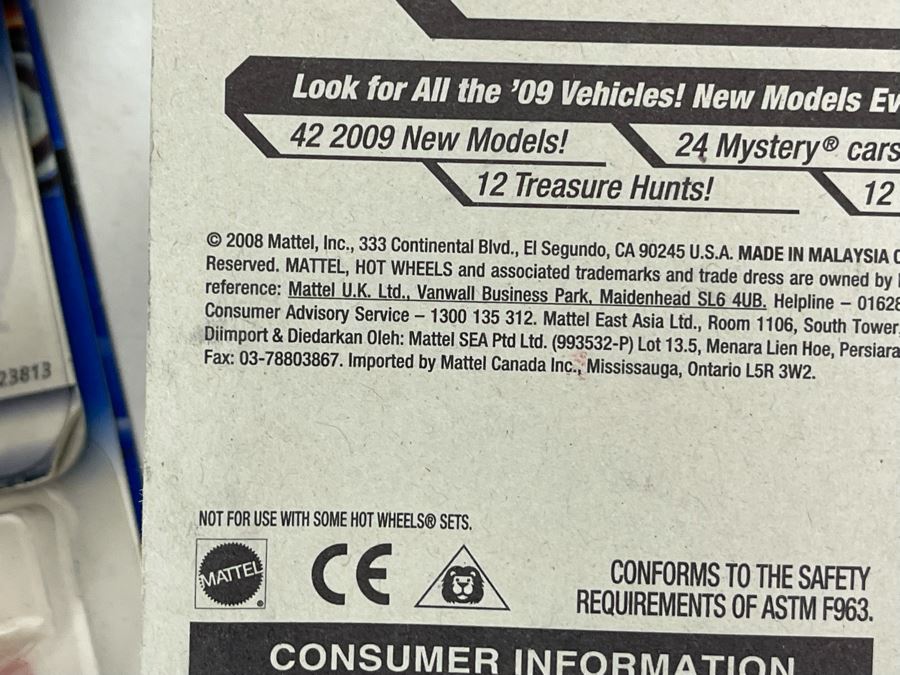 Look for All the '09 Vehicles! New Models Ev
42 2009 New Models!
24 Mystery® cars
12 Treasure Hunts!
12
© 2008 Mattel, Inc., 333 Continental Blvd., El Segundo, CA 90245 U.S.A. MADE IN MALAYSIA
Reserved. MATTEL, HOT WHEELS and associated trademarks and trade dress are owned by
reference: Mattel U.K. Ltd., Vanwall Business Park, Maidenhead SL6 4UB. Helpline – 01628
Consumer Advisory Service – 1300 135 312. Mattel East Asia Ltd., Room 1106, South Tower,
Diimport & Diedarkan Oleh: Mattel SEA Ptd Ltd. (993532-P) Lot 13.5, Menara Lien Hoe, Persiara
Fax: 03-78803867. Imported by Mattel Canada Inc., Mississauga, Ontario L5R 3W2.
23813
NOT FOR USE WITH SOME HOT WHEELS® SETS.
MATTEL
®
CE
CONFORMS TO THE SAFETY
REQUIREMENTS OF ASTM F963.
CONSUMER INFORMATION